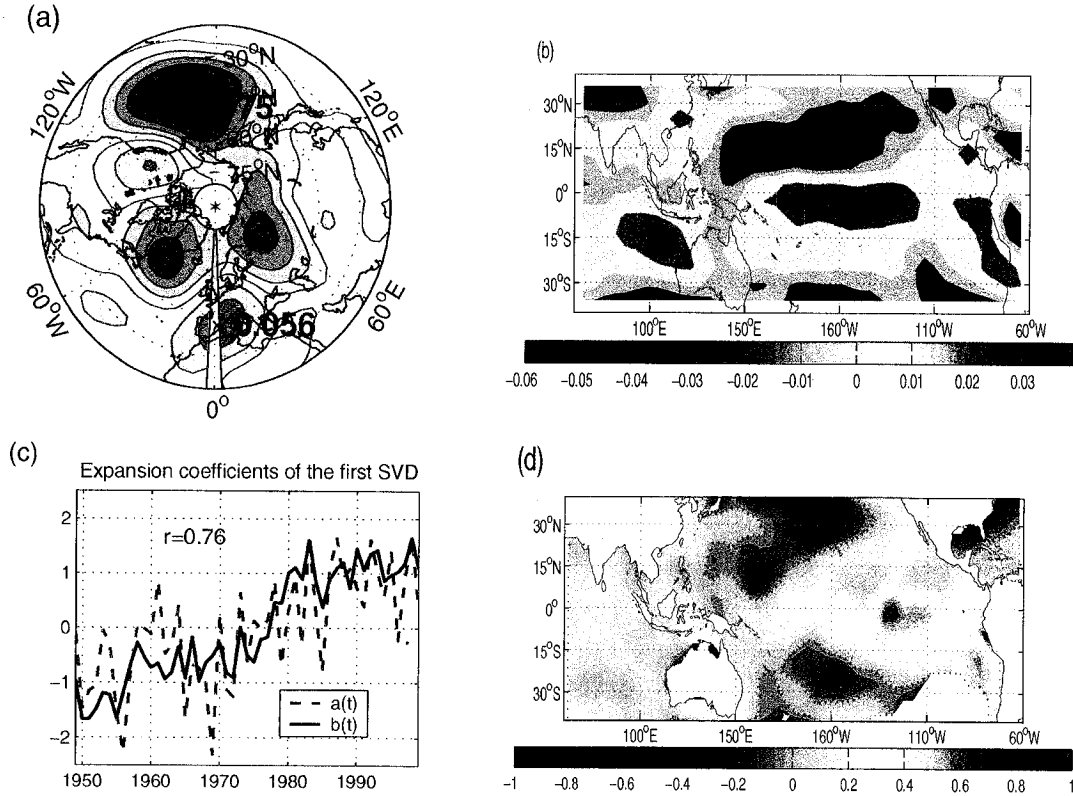 (a)
30°N
120°W
120°E
75°N
60°W
60°E
0.056
0°
(b)
30°N
15°N
0°
15°S
30°S
100°E 150°E 160°W 110°W 60°W
−0.06 −0.05 −0.04 −0.03 −0.02 −0.01 0 0.01 0.02 0.03
(c)
Expansion coefficients of the first SVD
2
1
0
−1
−2
r=0.76
a(t)
b(t)
1950 1960 1970 1980 1990
(d)
30°N
15°N
0°
15°S
30°S
100°E 150°E 160°W 110°W 60°W
−1 −0.8 −0.6 −0.4 −0.2 0 0.2 0.4 0.6 0.8 1